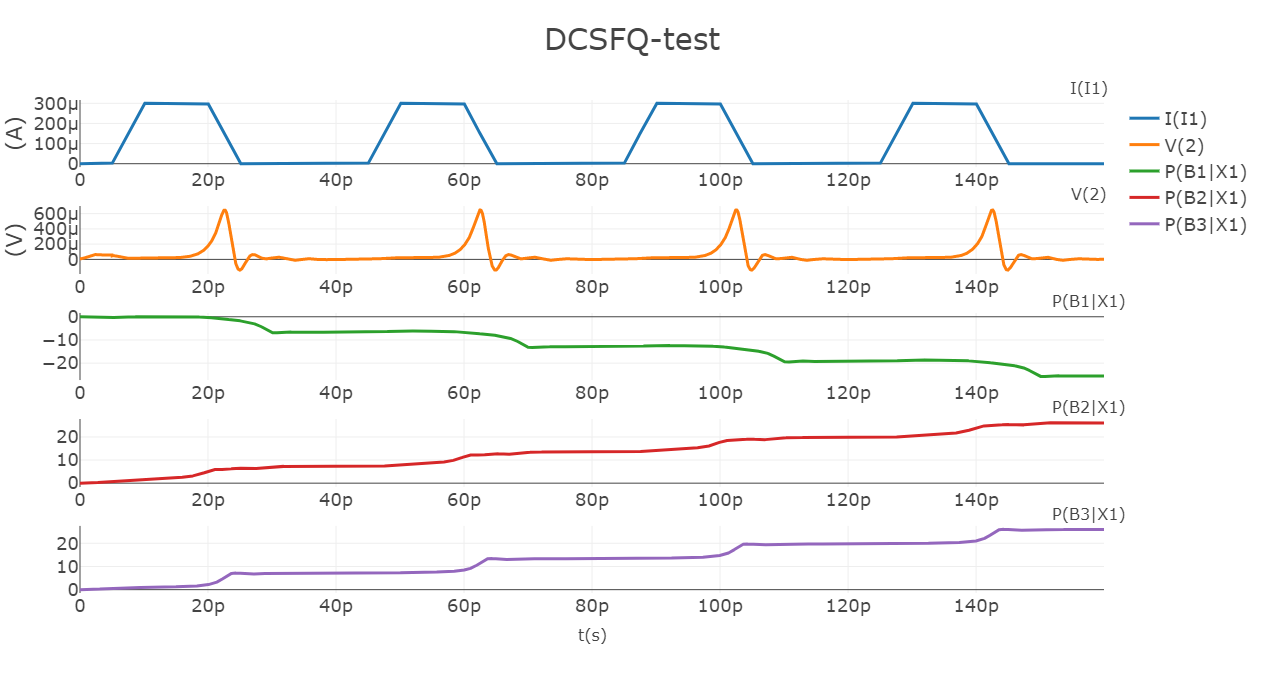 DCSFQ-test
I(I1)
(A)
300μ
200μ
100μ
0
0 20p 40p 60p 80p 100p 120p 140p
V(2)
(V)
600μ
400μ
200μ
0
0 20p 40p 60p 80p 100p 120p 140p
P(B1|X1)
0
−10
−20
0 20p 40p 60p 80p 100p 120p 140p
P(B2|X1)
20
10
0
0 20p 40p 60p 80p 100p 120p 140p
P(B3|X1)
20
10
0
0 20p 40p 60p 80p 100p 120p 140p
t(s)
I(I1)
V(2)
P(B1|X1)
P(B2|X1)
P(B3|X1)